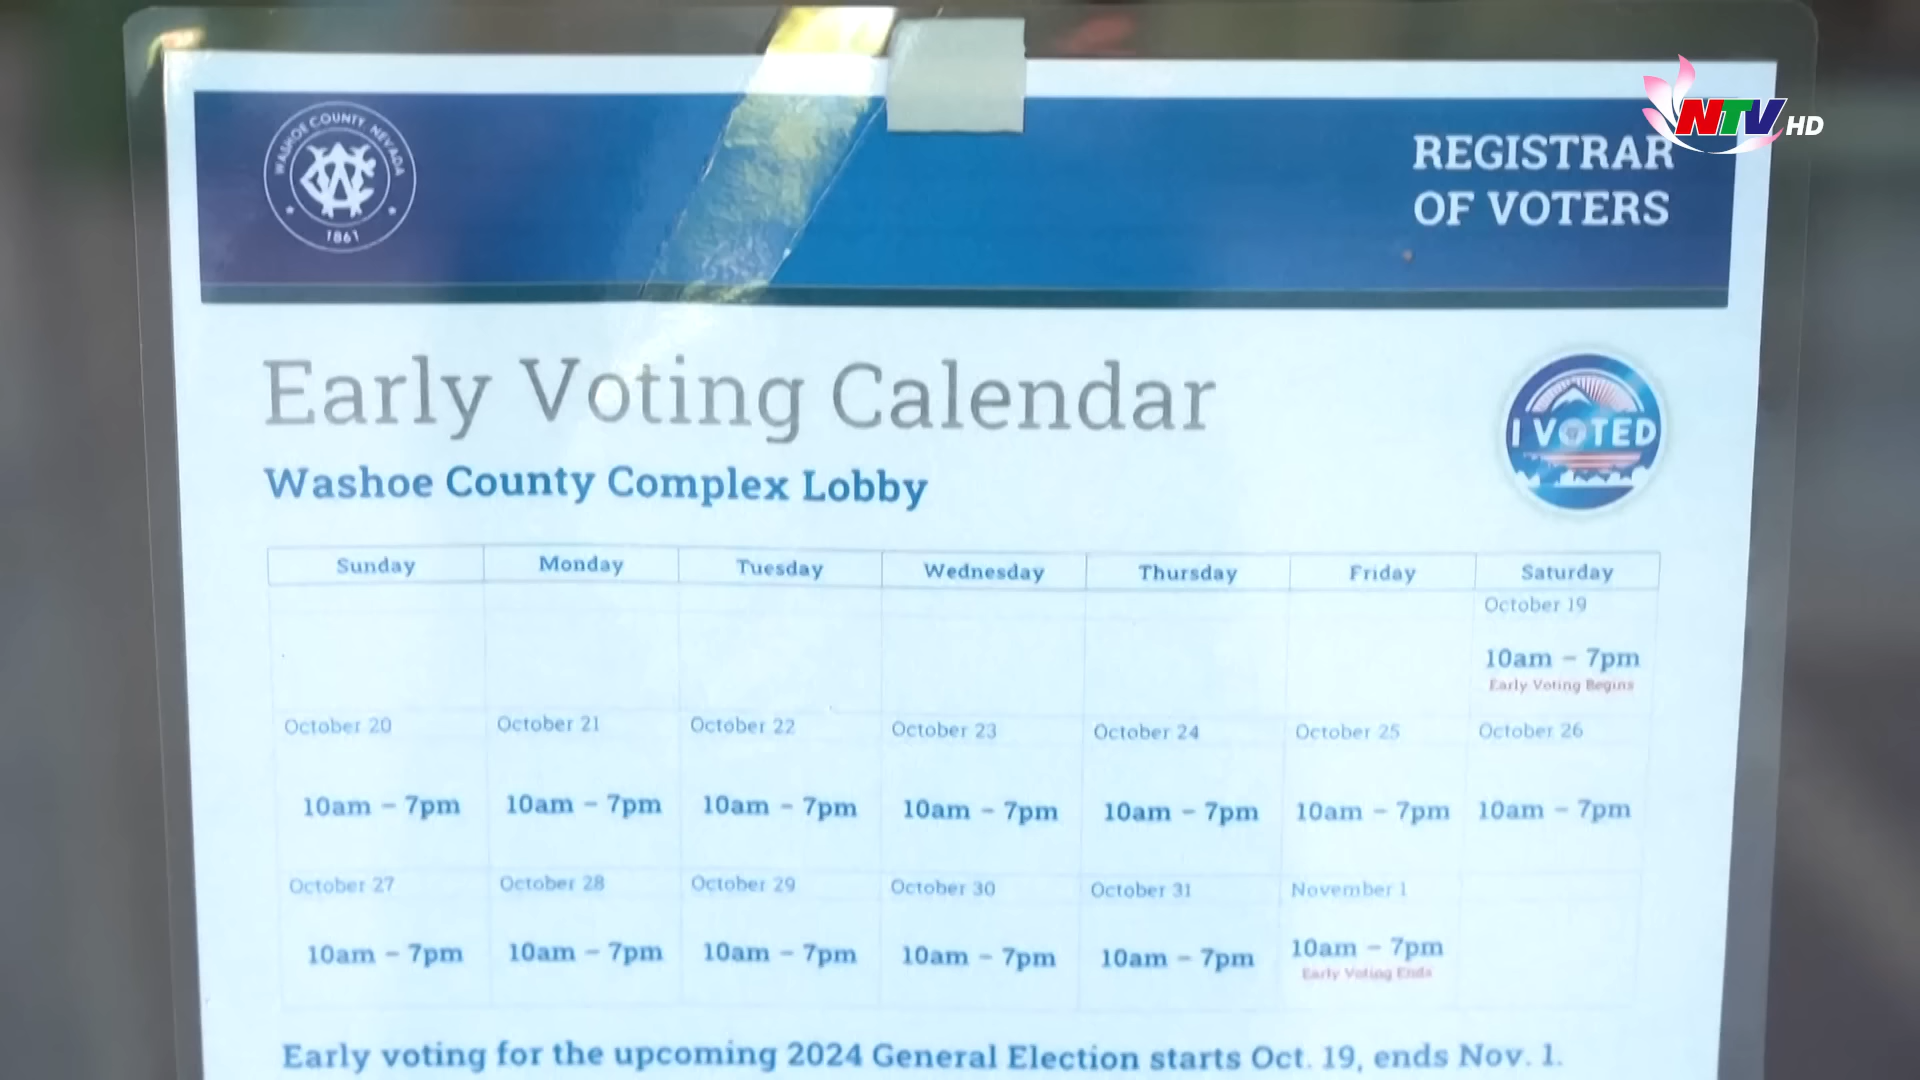 NTV HD
WASHOE COUNTY, NEVADA
1861
REGISTRAR
OF VOTERS
Early Voting Calendar
I VOTED
Washoe County Complex Lobby
Sunday Monday Tuesday Wednesday Thursday Friday Saturday
October 19
10am – 7pm
Early Voting Begins
October 20 October 21 October 22 October 23 October 24 October 25 October 26
10am – 7pm 10am – 7pm 10am – 7pm 10am – 7pm 10am – 7pm 10am – 7pm 10am – 7pm
October 27 October 28 October 29 October 30 October 31 November 1
10am – 7pm 10am – 7pm 10am – 7pm 10am – 7pm 10am – 7pm 10am – 7pm
Early Voting Ends
Early voting for the upcoming 2024 General Election starts Oct. 19, ends Nov. 1.